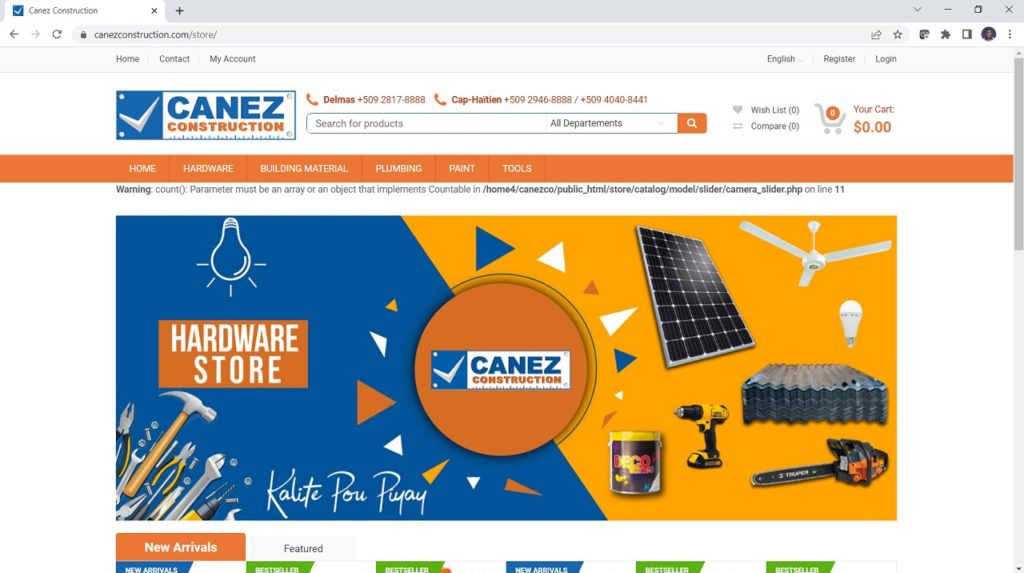 Canez Construction
canezconstruction.com/store/
Home Contact My Account English Register Login
CANEZ
CONSTRUCTION
Delmas +509 2817-8888 Cap-Haïtien +509 2946-8888 / +509 4040-8441
Search for products All Departements
Wish List (0)
Compare (0)
0
Your Cart:
$0.00
HOME HARDWARE BUILDING MATERIAL PLUMBING PAINT TOOLS
Warning: count(): Parameter must be an array or an object that implements Countable in /home4/canezco/public_html/store/catalog/model/slider/camera_slider.php on line 11
HARDWARE
STORE
CANEZ
CONSTRUCTION
DECO
TRUPER
Kalite Pou Piyay
New Arrivals Featured
NEW ARRIVALS BESTSELLER BESTSELLER NEW ARRIVALS BESTSELLER BESTSELLER